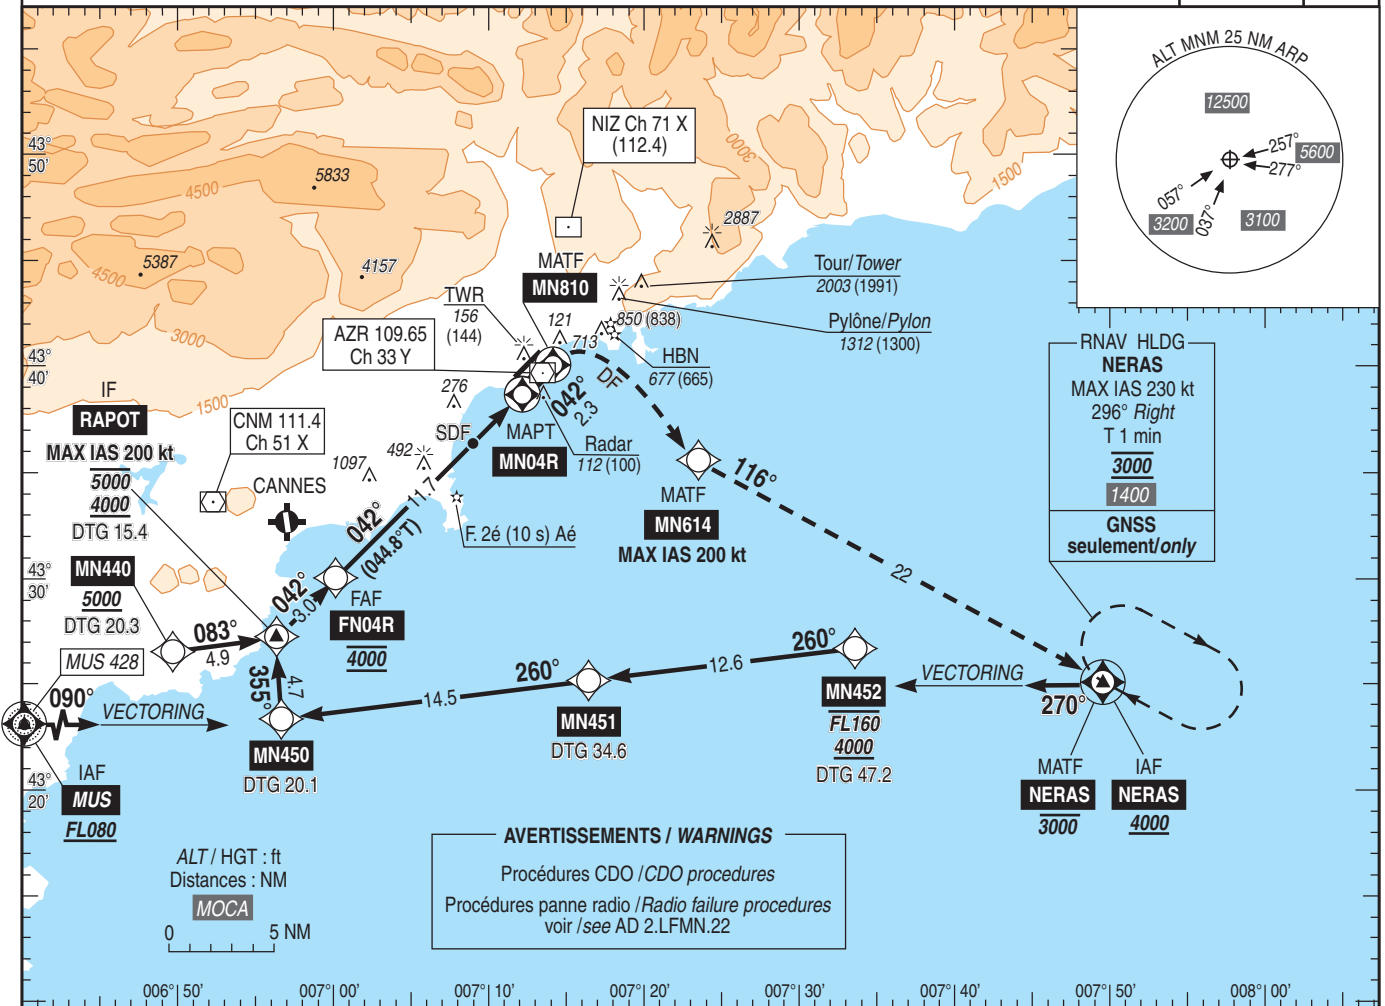 ALT MNM 25 NM ARP
12500
257°
5600
277°
057°
3200
037°
3100
NIZ Ch 71 X
(112.4)
3000
1500
43°
50'
5833
4500
2887
5387
4500
4157
MATF
MN810
Tour/Tower
2003 (1991)
TWR
156
(144)
121
850 (838)
Pylône/Pylon
1312 (1300)
AZR 109.65
Ch 33 Y
713
3000
HBN
677 (665)
43°
40'
RNAV HLDG
NERAS
MAX IAS 230 kt
296° Right
T 1 min
3000
1400
GNSS
seulement/only
DF
IF
RAPOT
MAX IAS 200 kt
5000
4000
DTG 15.4
1500
276
042°
2.3
CNM 111.4
Ch 51 X
SDF
MAPT
MN04R
Radar
112 (100)
1097
492
CANNES
11.7
116°
MATF
MN614
MAX IAS 200 kt
042°
(044.8°T)
F. 2é (10 s) Aé
22
43°
30'
MN440
5000
DTG 20.3
042°
3.0
FAF
FN04R
4000
083°
4.9
MUS 428
355°
4.7
260°
12.6
260°
14.5
090°
VECTORING
VECTORING
270°
MN452
FL160
4000
DTG 47.2
MN451
DTG 34.6
MN450
DTG 20.1
43°
20'
IAF
MUS
FL080
MATF
NERAS
3000
IAF
NERAS
4000
ALT / HGT : ft
Distances : NM
MOCA
0 5 NM
AVERTISSEMENTS / WARNINGS
Procédures CDO /CDO procedures
Procédures panne radio /Radio failure procedures
voir /see AD 2.LFMN.22
006°50' 007°00' 007°10' 007°20' 007°30' 007°40' 007°50' 008°00'